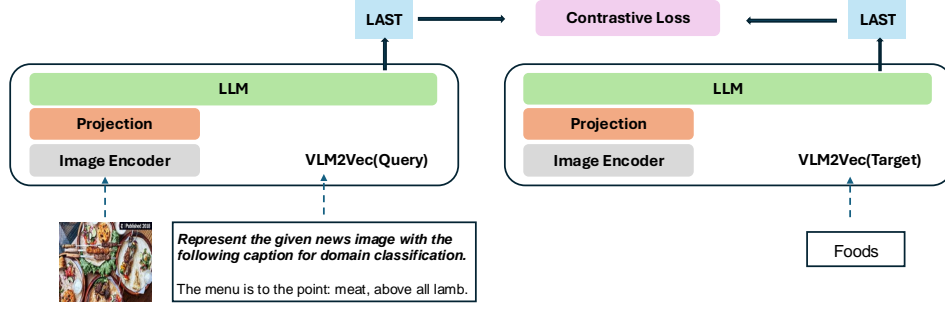 LAST
Contrastive Loss
LAST
LLM
LLM
Projection
Projection
Image Encoder
VLM2Vec(Query)
Image Encoder
VLM2Vec(Target)
Published 2018
Represent the given news image with the
following caption for domain classification.
The menu is to the point: meat, above all lamb.
Foods